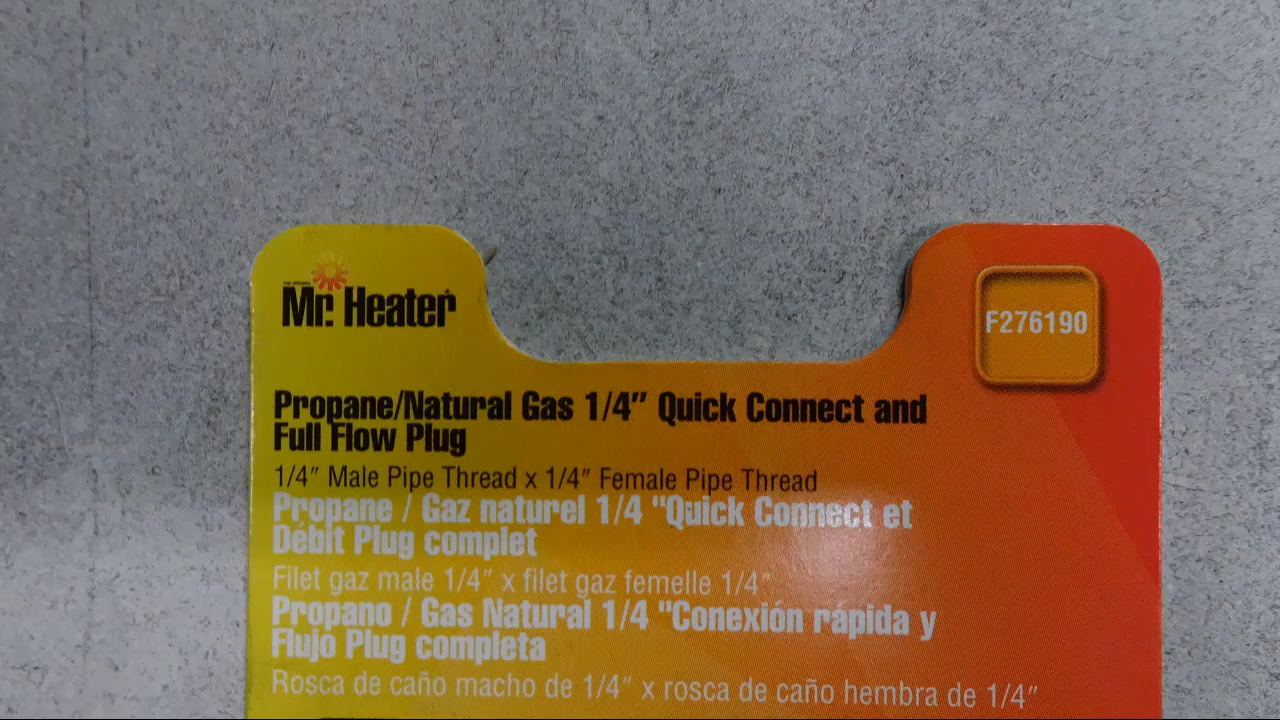 THE ORIGINAL
Mr. Heater
F276190
Propane/Natural Gas 1/4" Quick Connect and
Full Flow Plug
1/4" Male Pipe Thread x 1/4" Female Pipe Thread
Propane / Gaz naturel 1/4 "Quick Connect et
Débit Plug complet
Filet gaz male 1/4" x filet gaz femelle 1/4"
Propano / Gas Natural 1/4 "Conexión rápida y
Flujo Plug completa
Rosca de caño macho de 1/4" x rosca de caño hembra de 1/4"